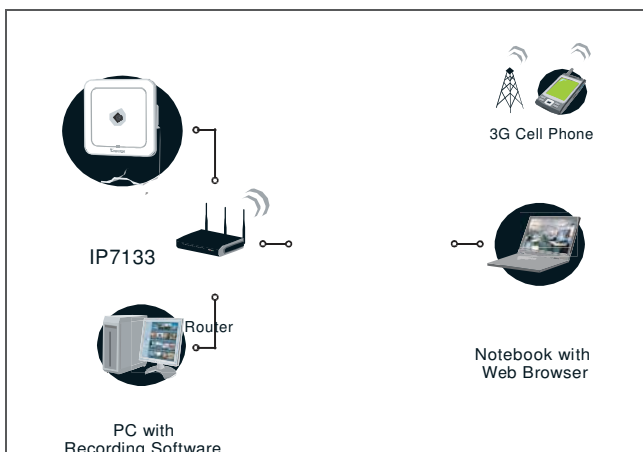 3G Cell Phone
IP7133
Router
Notebook with
Web Browser
PC with
Recording Software